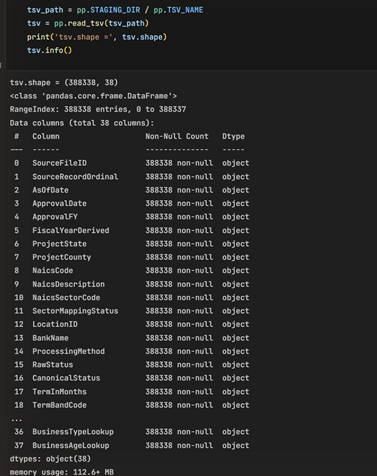 tsv_path = pp.STAGING_DIR / pp.TSV_NAME
tsv = pp.read_tsv(tsv_path)
print('tsv.shape =', tsv.shape)
tsv.info()
tsv.shape = (388338, 38)
<class 'pandas.core.frame.DataFrame'>
RangeIndex: 388338 entries, 0 to 388337
Data columns (total 38 columns):
 #   Column                Non-Null Count   Dtype
---  ------                --------------   -----
 0   SourceFileID          388338 non-null  object
 1   SourceRecordOrdinal   388338 non-null  object
 2   AsOfDate              388338 non-null  object
 3   ApprovalDate          388338 non-null  object
 4   ApprovalFY            388338 non-null  object
 5   FiscalYearDerived     388338 non-null  object
 6   ProjectState          388338 non-null  object
 7   ProjectCounty         388338 non-null  object
 8   NaicsCode             388338 non-null  object
 9   NaicsDescription      388338 non-null  object
 10  NaicsSectorCode       388338 non-null  object
 11  SectorMappingStatus   388338 non-null  object
 12  LocationID            388338 non-null  object
 13  BankName              388338 non-null  object
 14  ProcessingMethod      388338 non-null  object
 15  RawStatus             388338 non-null  object
 16  CanonicalStatus       388338 non-null  object
 17  TermInMonths          388338 non-null  object
 18  TermBandCode          388338 non-null  object
...
 36  BusinessTypeLookup    388338 non-null  object
 37  BusinessAgeLookup     388338 non-null  object
dtypes: object(38)
memory usage: 112.6+ MB